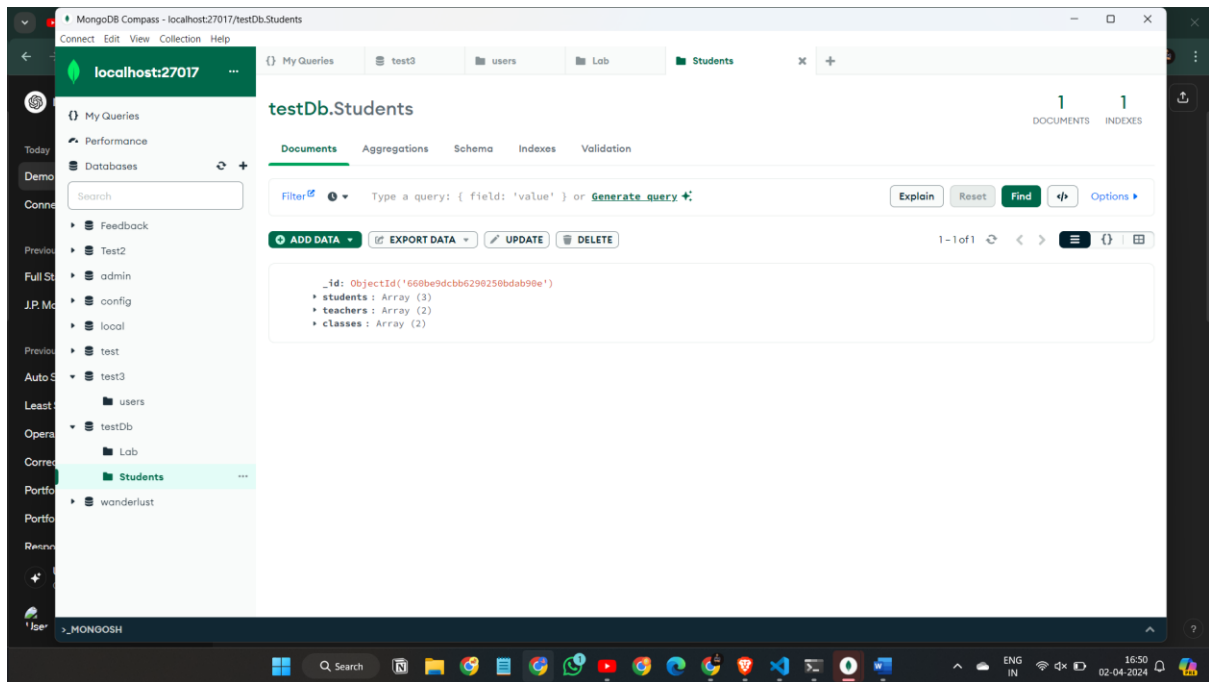 MongoDB Compass - localhost:27017/testDb.Students
Connect Edit View Collection Help
localhost:27017 ...
{} My Queries
Performance
Databases
Search
Feedback
Test2
admin
config
local
test
test3
users
testDb
Lab
Students ...
wanderlust
{} My Queries test3 users Lab Students
testDb.Students
1 DOCUMENTS 1 INDEXES
Documents Aggregations Schema Indexes Validation
Filter Type a query: { field: 'value' } or Generate query Explain Reset Find </> Options
ADD DATA EXPORT DATA UPDATE DELETE 1-1 of 1 {}
_id: ObjectId('660be9dcbb6290250bdab90e')
students : Array (3)
teachers : Array (2)
classes : Array (2)
>_MONGOSH
Today
Demo
Conne
Previou
Full St
J.P. Mo
Previou
Auto S
Least
Opera
Correc
Portfo
Portfo
Respo
User
?
Search
ENG
IN
16:50
02-04-2024